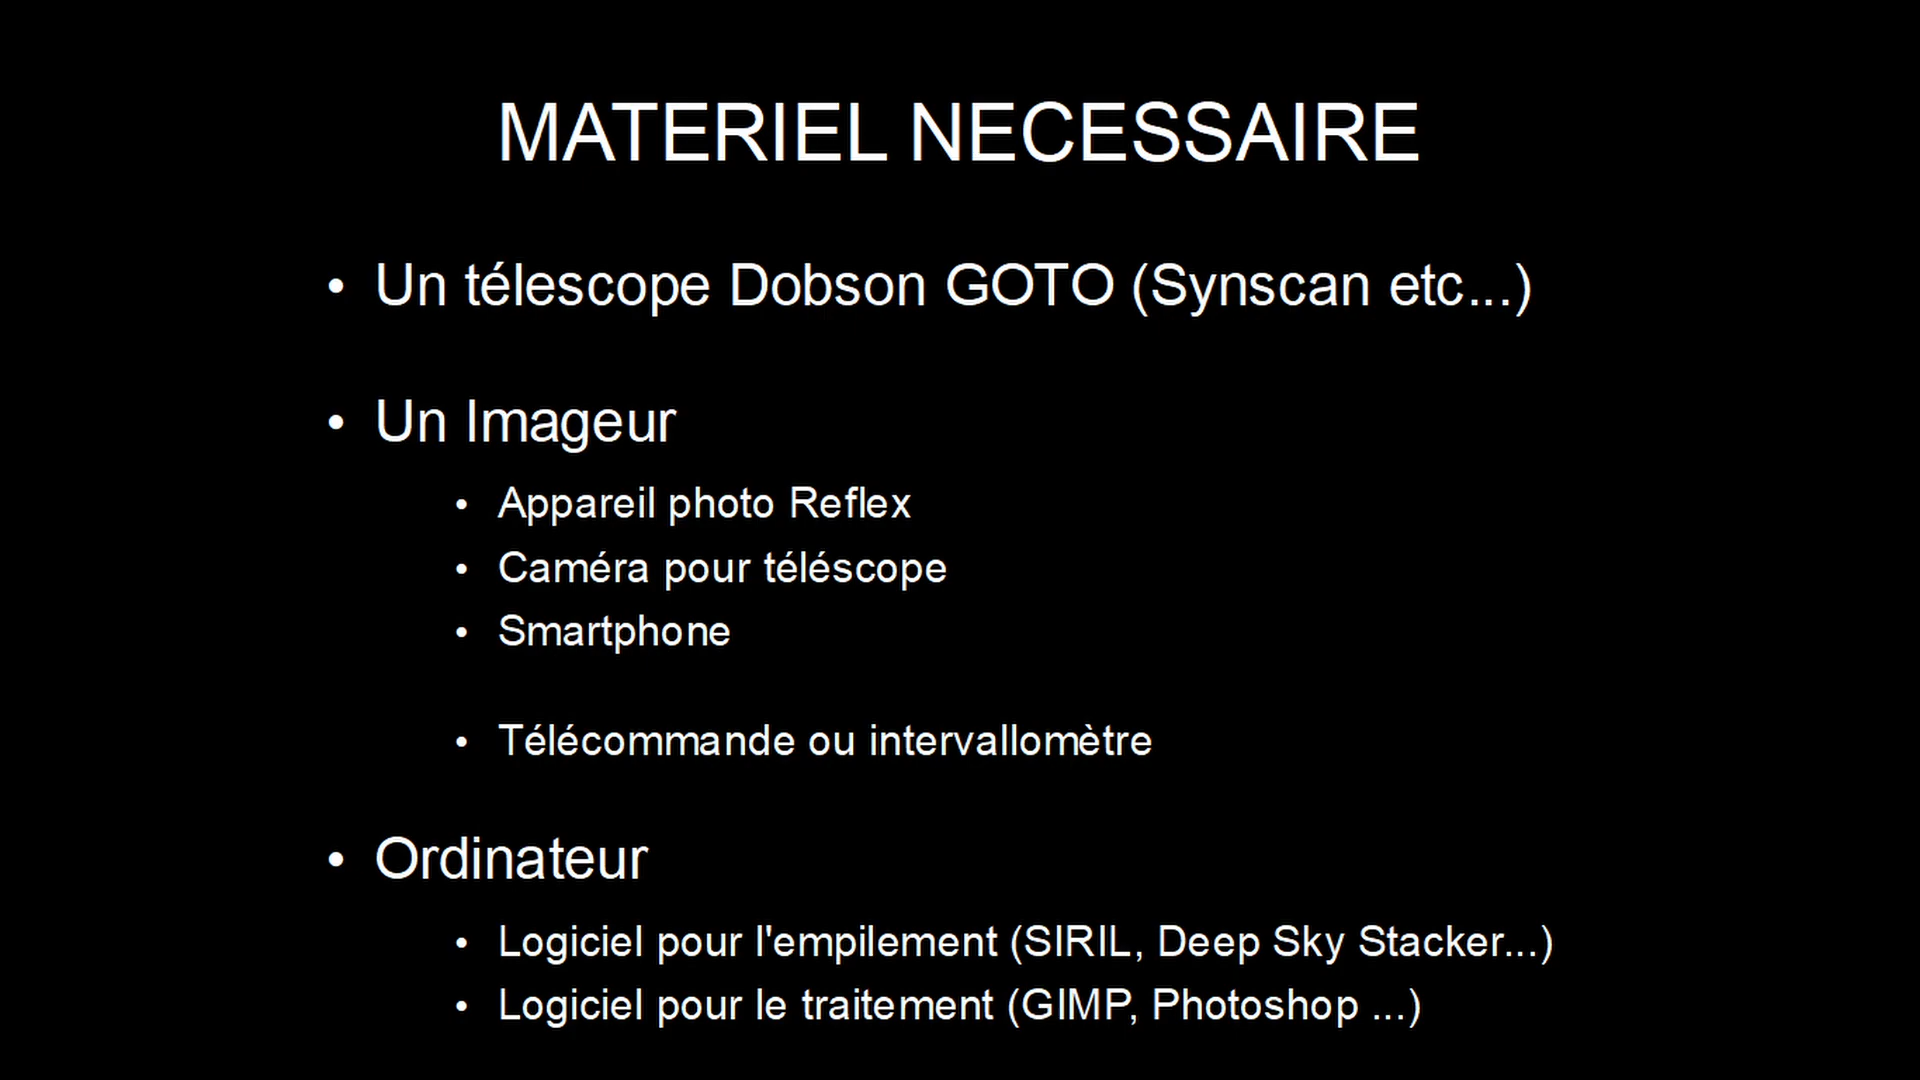 MATERIEL NECESSAIRE
• Un télescope Dobson GOTO (Synscan etc...)
• Un Imageur
• Appareil photo Reflex
• Caméra pour téléscope
• Smartphone
• Télécommande ou intervallomètre
• Ordinateur
• Logiciel pour l'empilement (SIRIL, Deep Sky Stacker...)
• Logiciel pour le traitement (GIMP, Photoshop ...)